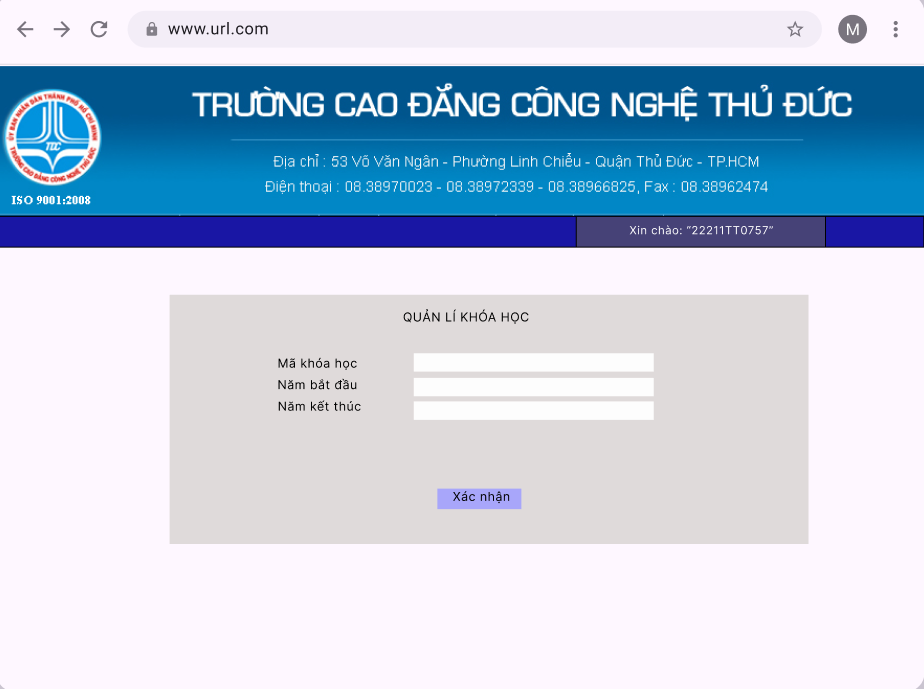 www.url.com
M
ỦY BAN NHÂN DÂN THÀNH PHỐ HỒ CHÍ MINH
TDC
TRƯỜNG CAO ĐẲNG CÔNG NGHỆ THỦ ĐỨC
ISO 9001:2008
TRƯỜNG CAO ĐẲNG CÔNG NGHỆ THỦ ĐỨC
Địa chỉ : 53 Võ Văn Ngân - Phường Linh Chiểu - Quận Thủ Đức - TP.HCM
Điện thoại : 08.38970023 - 08.38972339 - 08.38966825, Fax : 08.38962474
Xin chào: “22211TT0757”
QUẢN LÍ KHÓA HỌC
Mã khóa học
Năm bắt đầu
Năm kết thúc
Xác nhận